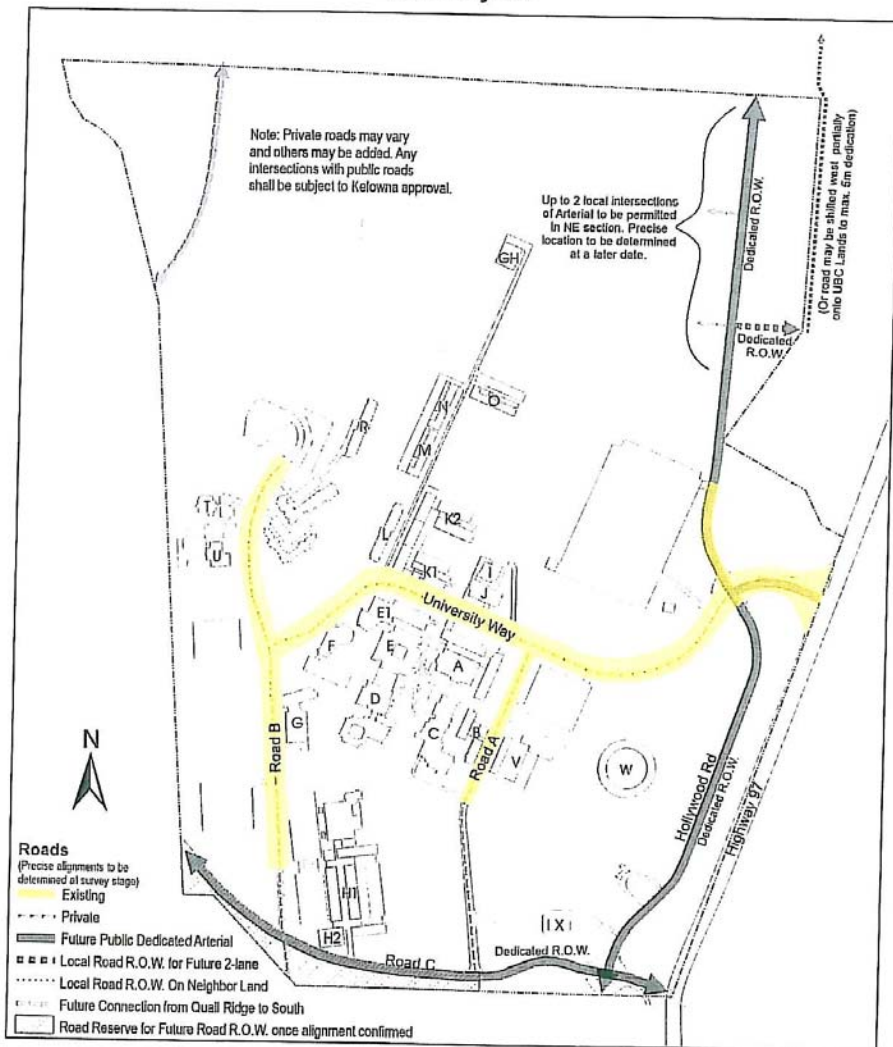 Note: Private roads may vary
and others may be added. Any
intersections with public roads
shall be subject to Kelowna approval.
Up to 2 local intersections
of Arterial to be permitted
in NE section. Precise
location to be determined
at a later date.
Dedicated R.O.W.
(Or road may be shifted west partially
onto UBC Lands to max. 6m dedication)
Dedicated
R.O.W.
GH
O
N
R
M
T
U
L
K2
K1
I
J
University Way
E1
F
E
A
D
G
C
B
V
W
Road B
Road A
Hollywood Rd
Dedicated R.O.W.
Highway 97
N
H1
H2
IX
Dedicated R.O.W.
Road C
Roads
(Precise alignments to be
determined at survey stage)
Existing
Private
Future Public Dedicated Arterial
Local Road R.O.W. for Future 2-lane
Local Road R.O.W. On Neighbor Land
Future Connection from Quail Ridge to South
Road Reserve for Future Road R.O.W. once alignment confirmed